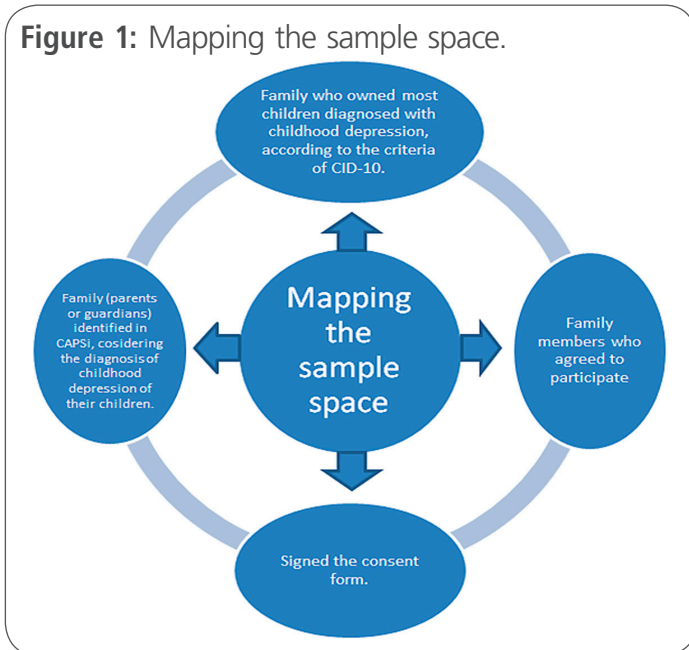 Figure 1: Mapping the sample space.
Family who owned most
children diagnosed with
childhood depression,
according to the criteria
of CID-10.
Family (parents
or guardians)
identified in
CAPSi, cosidering
the diagnosis of
childhood
depression of
their children.
Mapping
the
sample
space
Family
members who
agreed to
participate
Signed the consent
form.